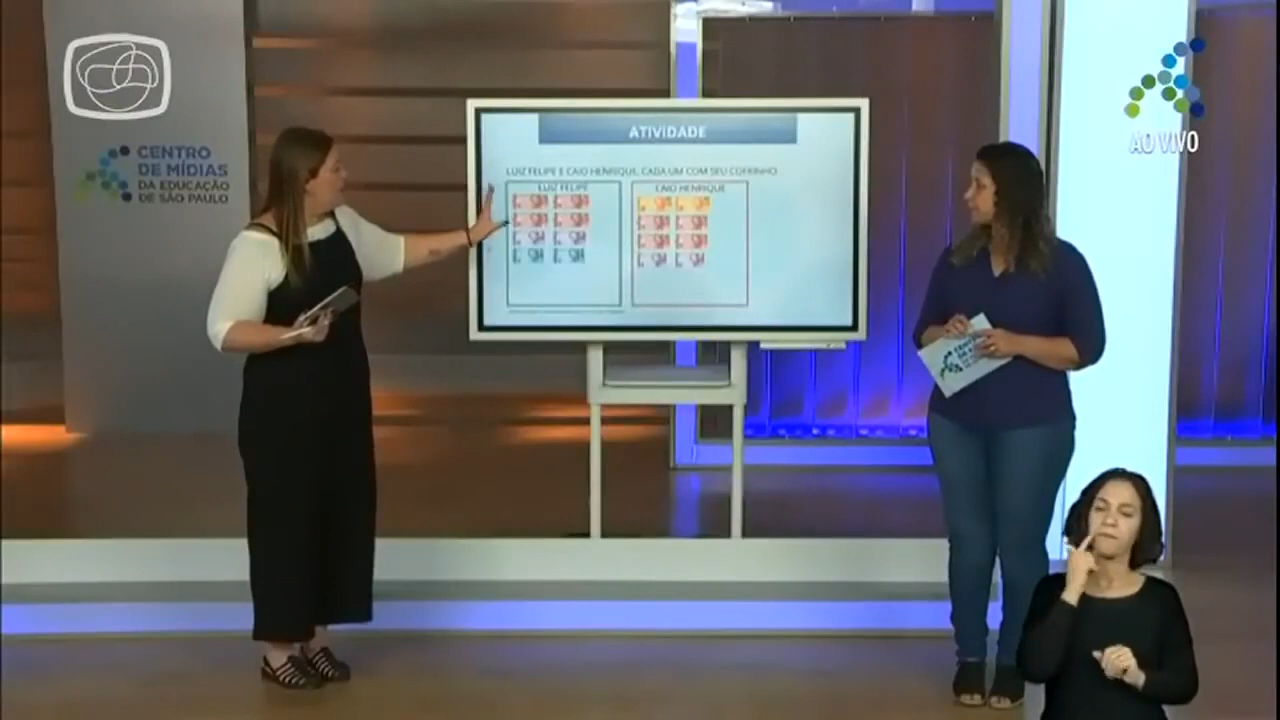 CENTRO
DE MÍDIAS
DA EDUCAÇÃO
DE SÃO PAULO
AO VIVO
ATIVIDADE
LUIZ FELIPE E CAIO HENRIQUE, CADA UM COM SEU COFRINHO.
LUIZ FELIPE
CAIO HENRIQUE